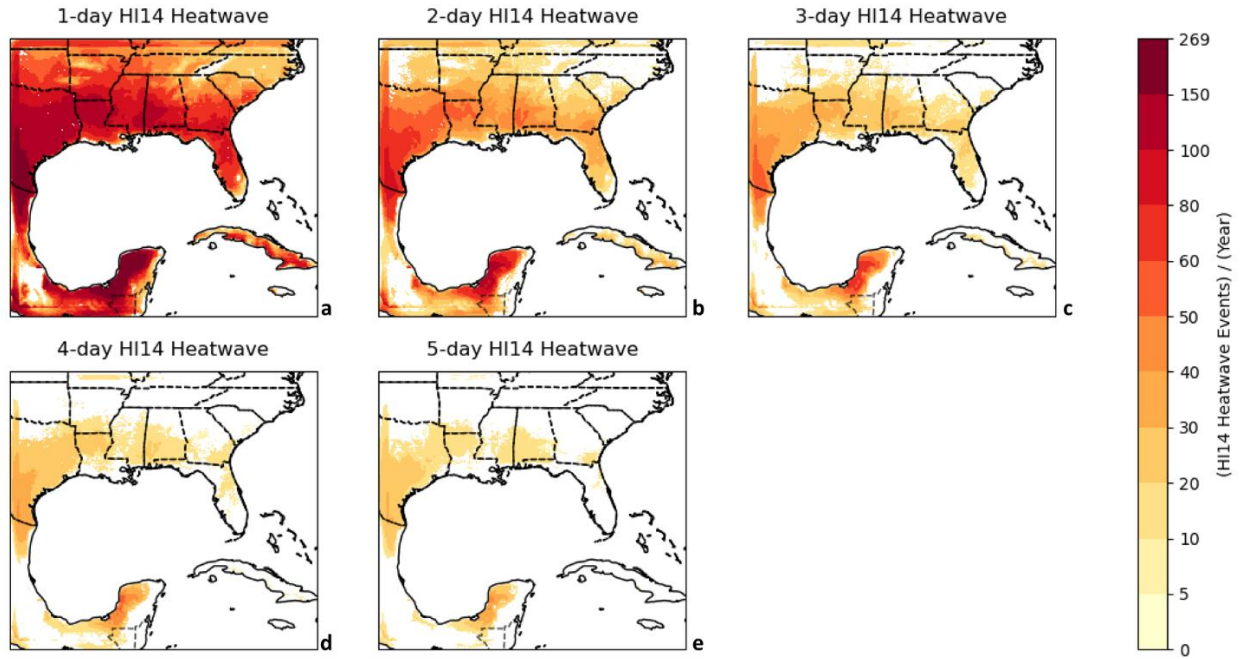 1-day HI14 Heatwave
2-day HI14 Heatwave
3-day HI14 Heatwave
a
b
c
4-day HI14 Heatwave
5-day HI14 Heatwave
d
e
269
150
100
80
60
50
40
30
20
10
5
0
(HI14 Heatwave Events) / (Year)